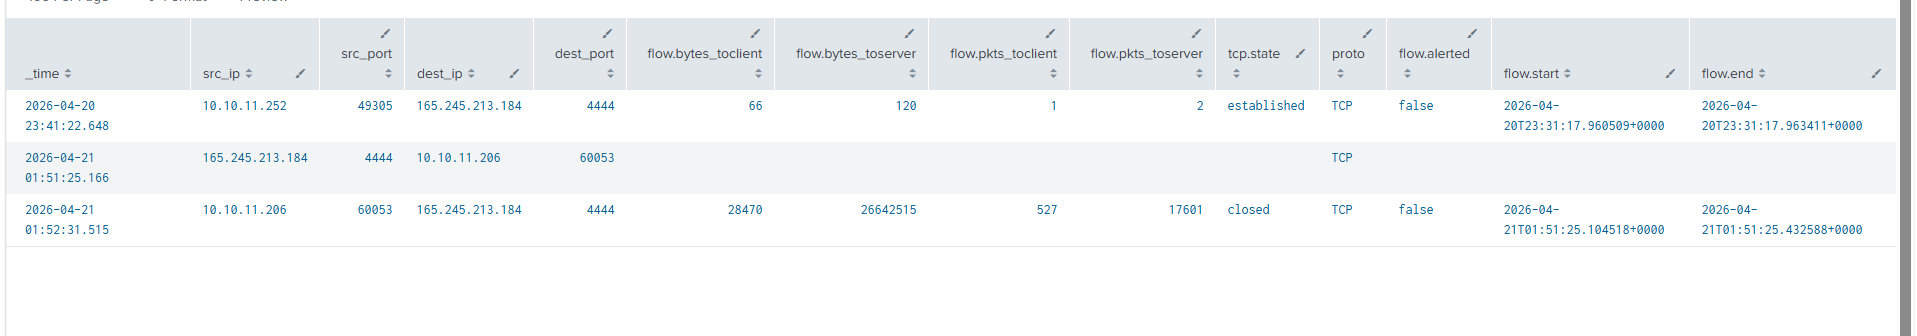 _time src_ip src_port dest_ip dest_port flow.bytes_toclient flow.bytes_toserver flow.pkts_toclient flow.pkts_toserver tcp.state proto flow.alerted flow.start flow.end
2026-04-20 10.10.11.252 49305 165.245.213.184 4444 66 120 1 2 established TCP false 2026-04- 2026-04-
23:41:22.648 20T23:31:17.960509+0000 20T23:31:17.963411+0000
2026-04-21 165.245.213.184 4444 10.10.11.206 60053 TCP
01:51:25.166
2026-04-21 10.10.11.206 60053 165.245.213.184 4444 28470 26642515 527 17601 closed TCP false 2026-04- 2026-04-
01:52:31.515 21T01:51:25.104518+0000 21T01:51:25.432588+0000